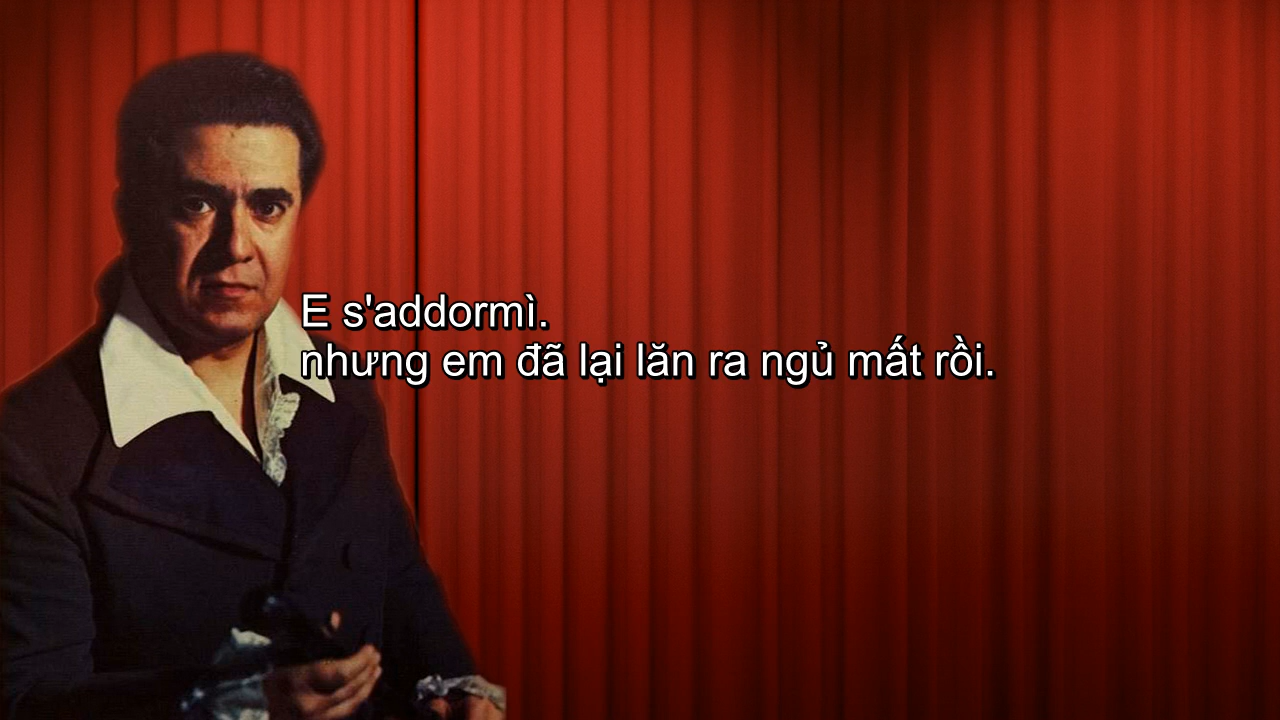 E s'addormì.
nhưng em đã lại lăn ra ngủ mất rồi.